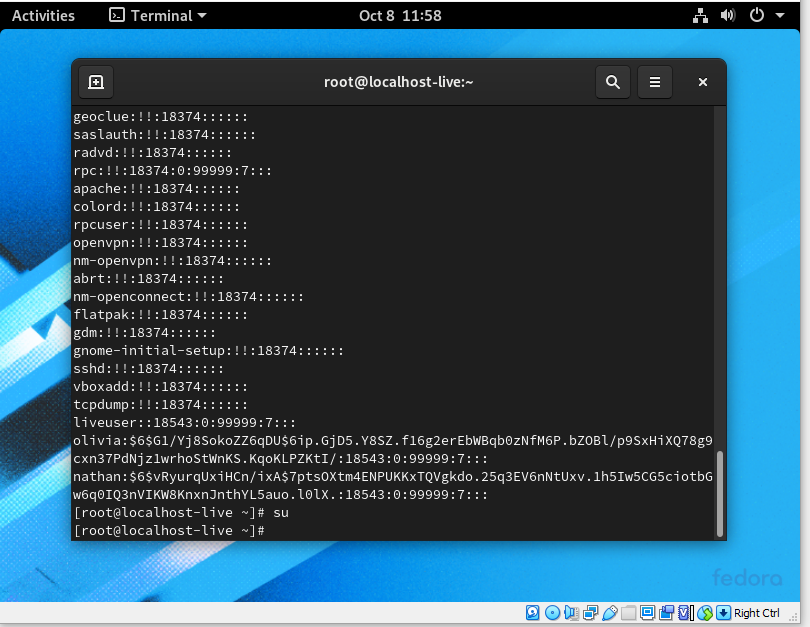 Activities
Terminal
Oct 8 11:58
root@localhost-live:~
geoclue:!!:18374::::::
saslauth:!!:18374::::::
radvd:!!:18374::::::
rpc:!!:18374:0:99999:7:::
apache:!!:18374::::::
colord:!!:18374::::::
rpcuser:!!:18374::::::
openvpn:!!:18374::::::
nm-openvpn:!!:18374::::::
abrt:!!:18374::::::
nm-openconnect:!!:18374::::::
flatpak:!!:18374::::::
gdm:!!:18374::::::
gnome-initial-setup:!!:18374::::::
sshd:!!:18374::::::
vboxadd:!!:18374::::::
tcpdump:!!:18374::::::
liveuser::18543:0:99999:7:::
olivia:$6$G1/Yj8SokoZZ6qDU$6ip.GjD5.Y8SZ.f16g2erEbWBqb0zNfM6P.bZOBl/p9SxHiXQ78g9
cxn37PdNjz1wrhoStWnKS.KqoKLPZKtI/:18543:0:99999:7:::
nathan:$6$vRyurqUxiHCn/ixA$7ptsOXtm4ENPUKKxTQVgkdo.25q3EV6nNtUxv.1h5Iw5CG5ciotbG
w6q0IQ3nVIKW8KnxnJnthYL5auo.l0lX.:18543:0:99999:7:::
[root@localhost-live ~]# su
[root@localhost-live ~]#
fedora
Right Ctrl